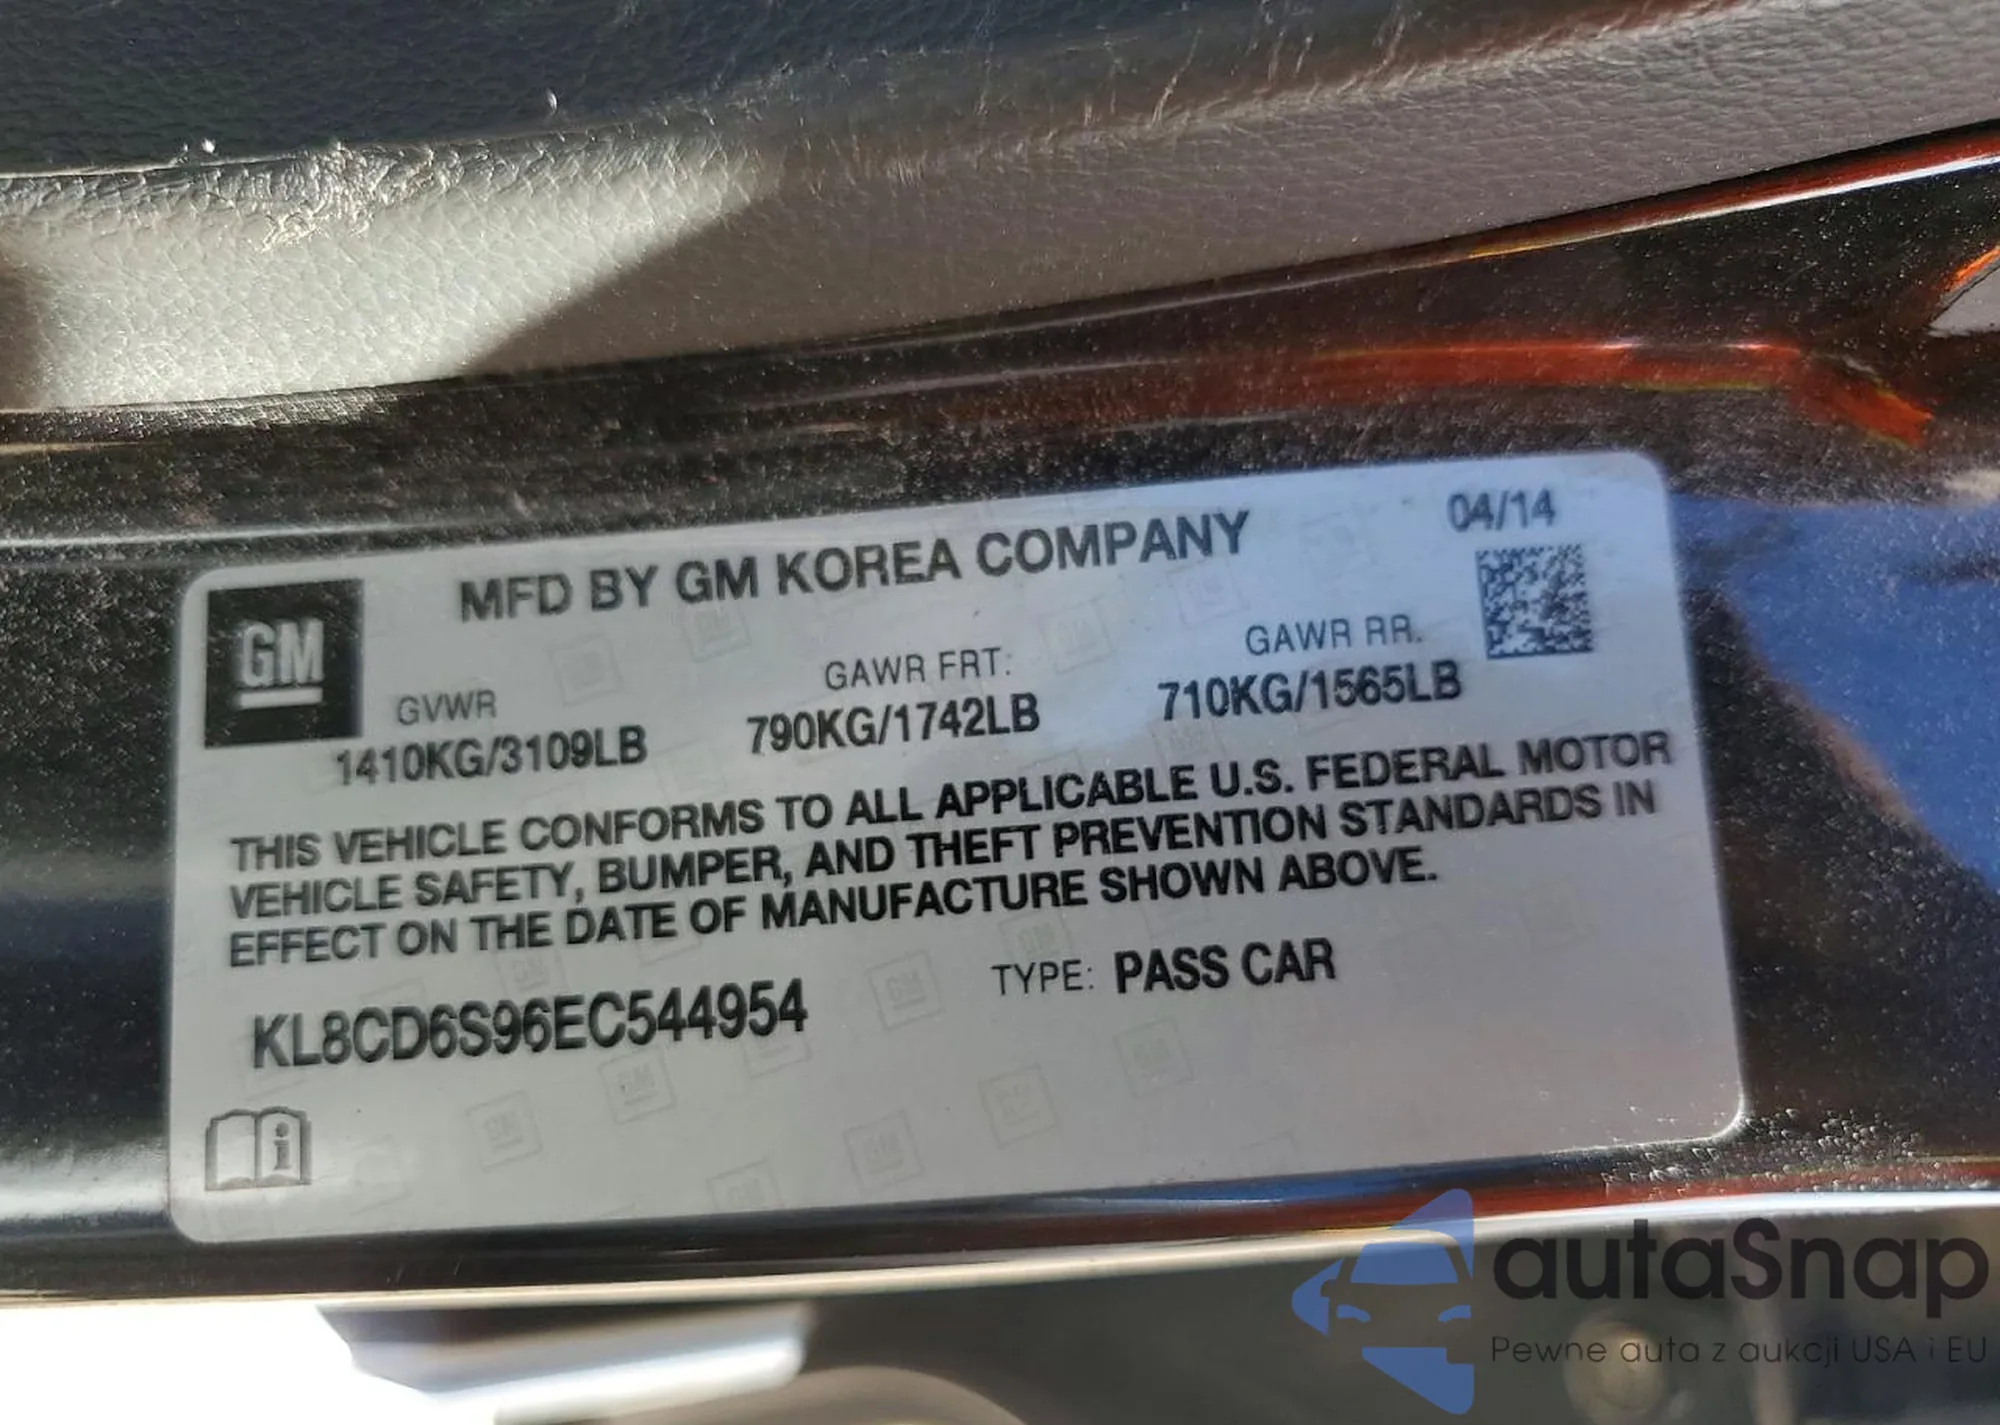 MFD BY GM KOREA COMPANY
04/14
GM
GVWR
GAWR FRT:
GAWR RR.
1410KG/3109LB
790KG/1742LB
710KG/1565LB
THIS VEHICLE CONFORMS TO ALL APPLICABLE U.S. FEDERAL MOTOR
VEHICLE SAFETY, BUMPER, AND THEFT PREVENTION STANDARDS IN
EFFECT ON THE DATE OF MANUFACTURE SHOWN ABOVE.
KL8CD6S96EC544954
TYPE: PASS CAR
i
autaSnap
Pewne auta z aukcji USA i EU